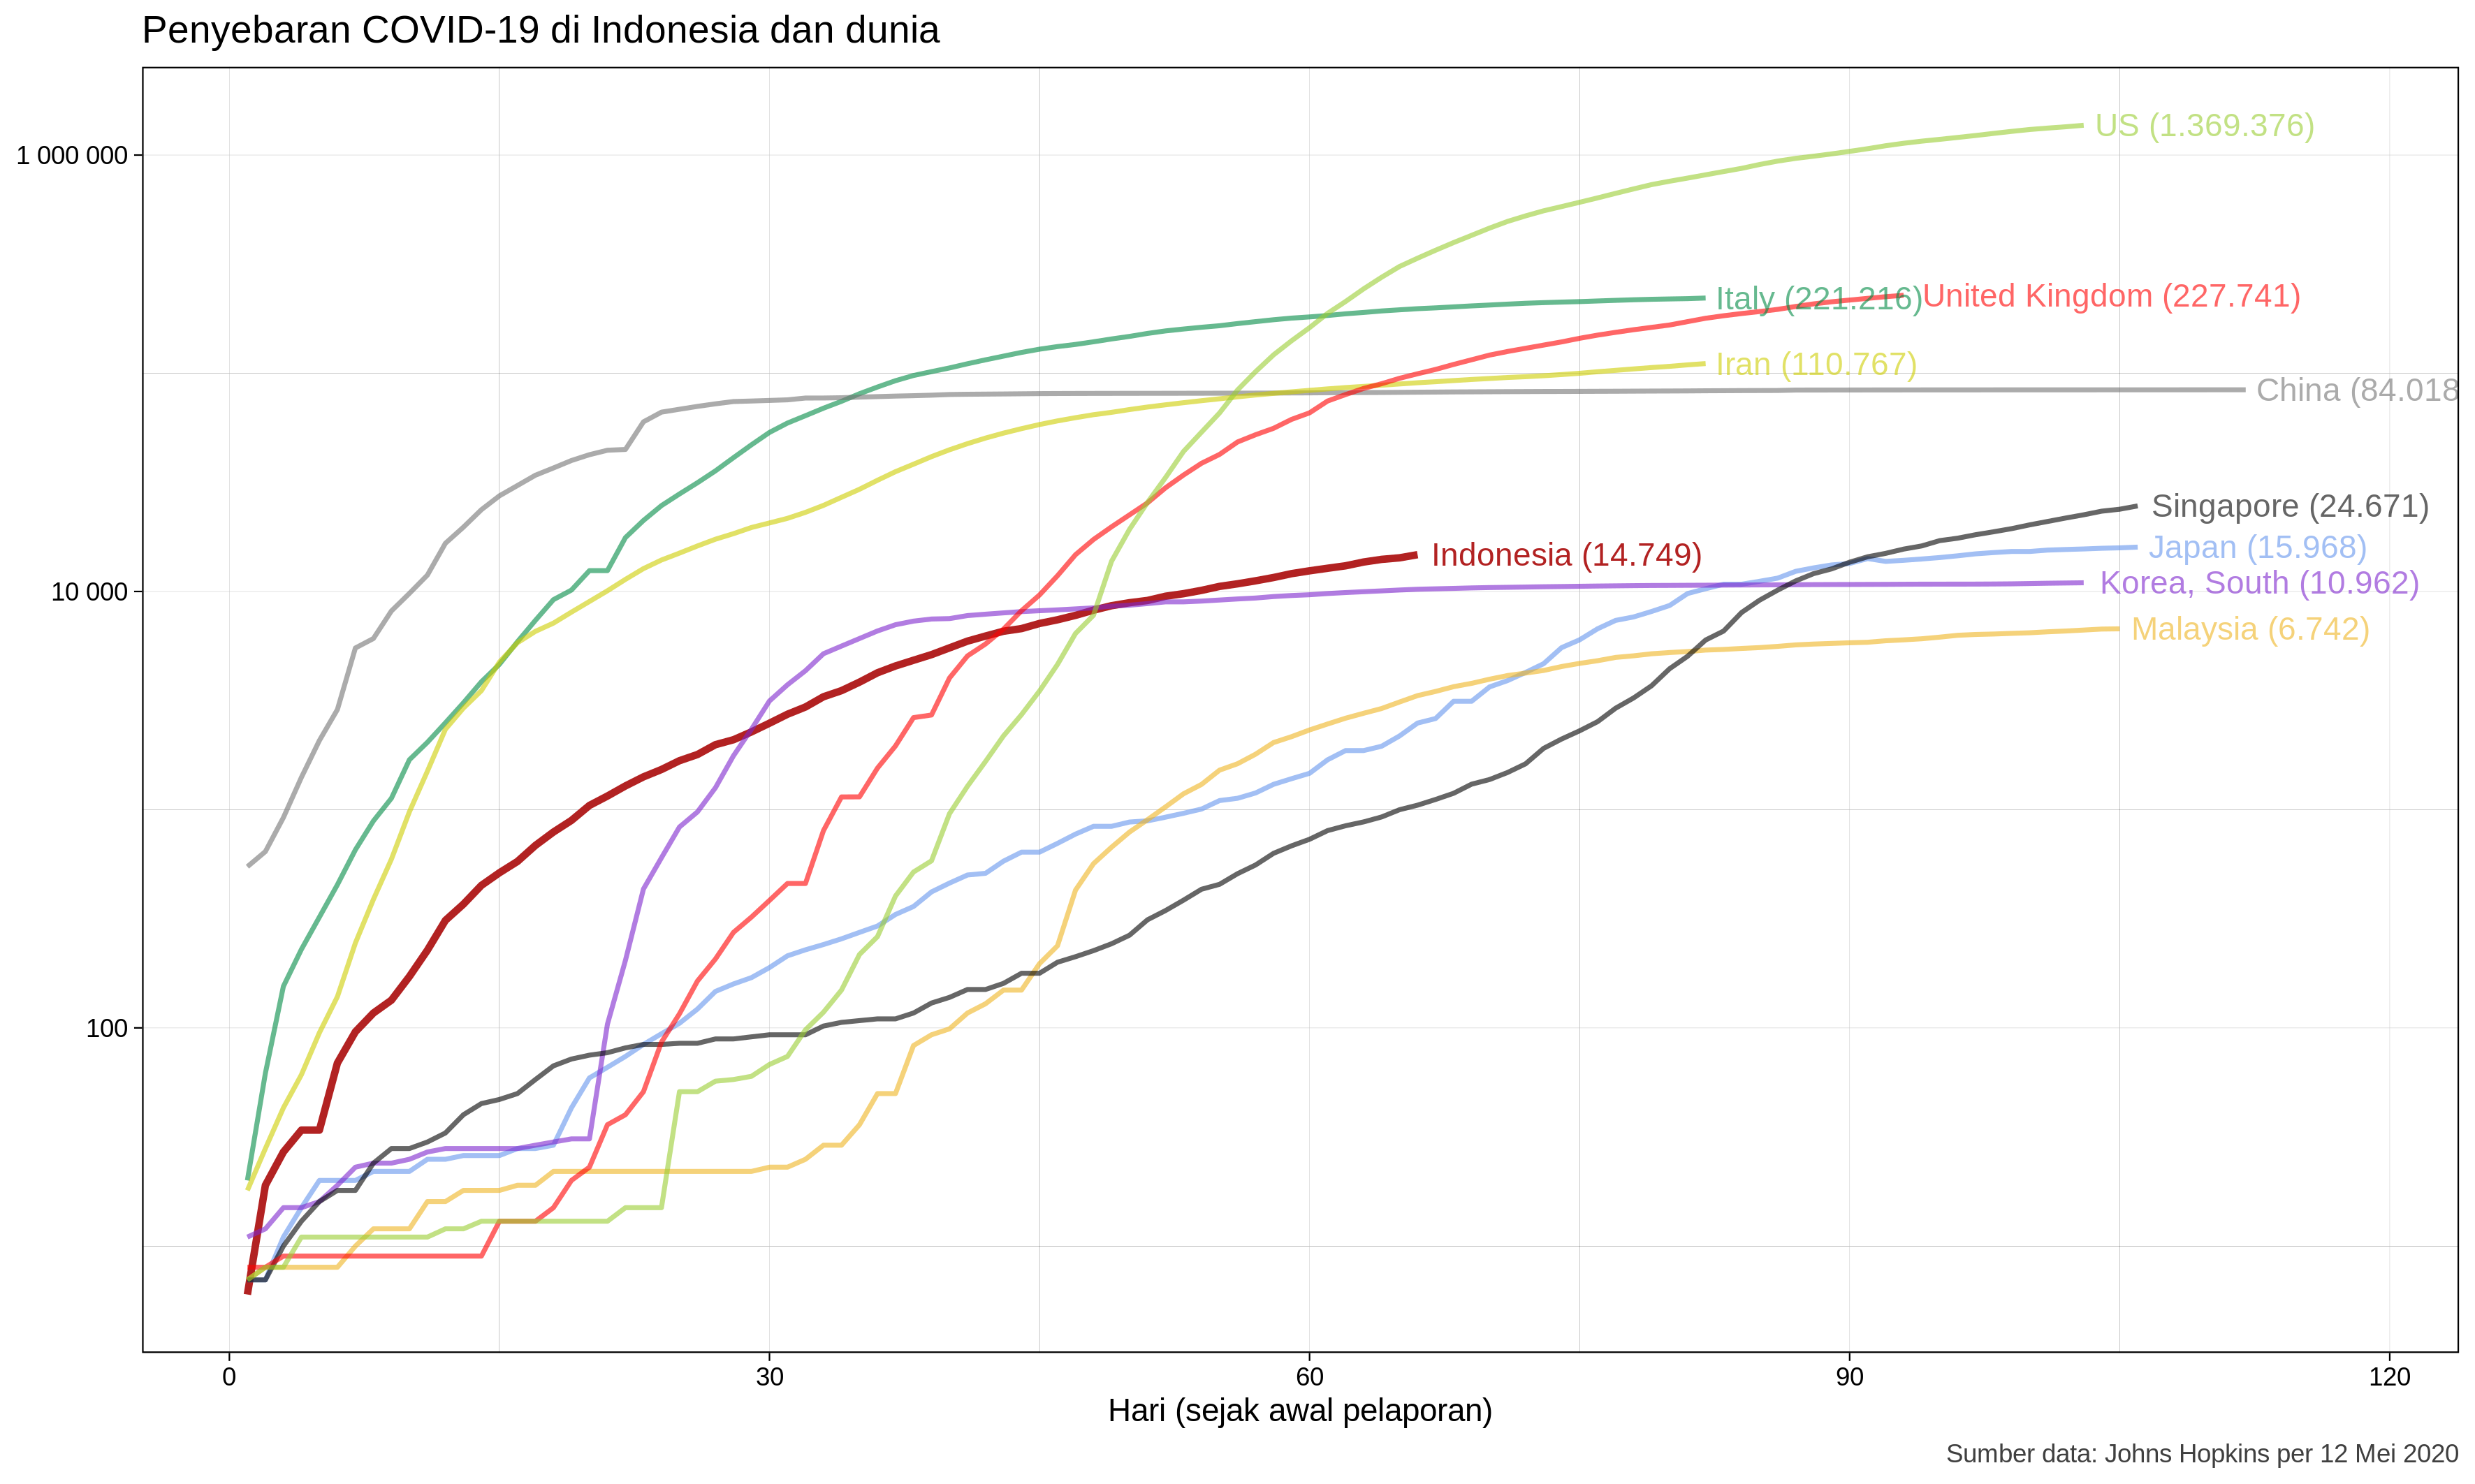 Penyebaran COVID-19 di Indonesia dan dunia
1 000 000
10 000
100
US (1.369.376)
Italy (221.216)
United Kingdom (227.741)
Iran (110.767)
China (84.018
Singapore (24.671)
Indonesia (14.749)
Japan (15.968)
Korea, South (10.962)
Malaysia (6.742)
0 30 60 90 120
Hari (sejak awal pelaporan)
Sumber data: Johns Hopkins per 12 Mei 2020